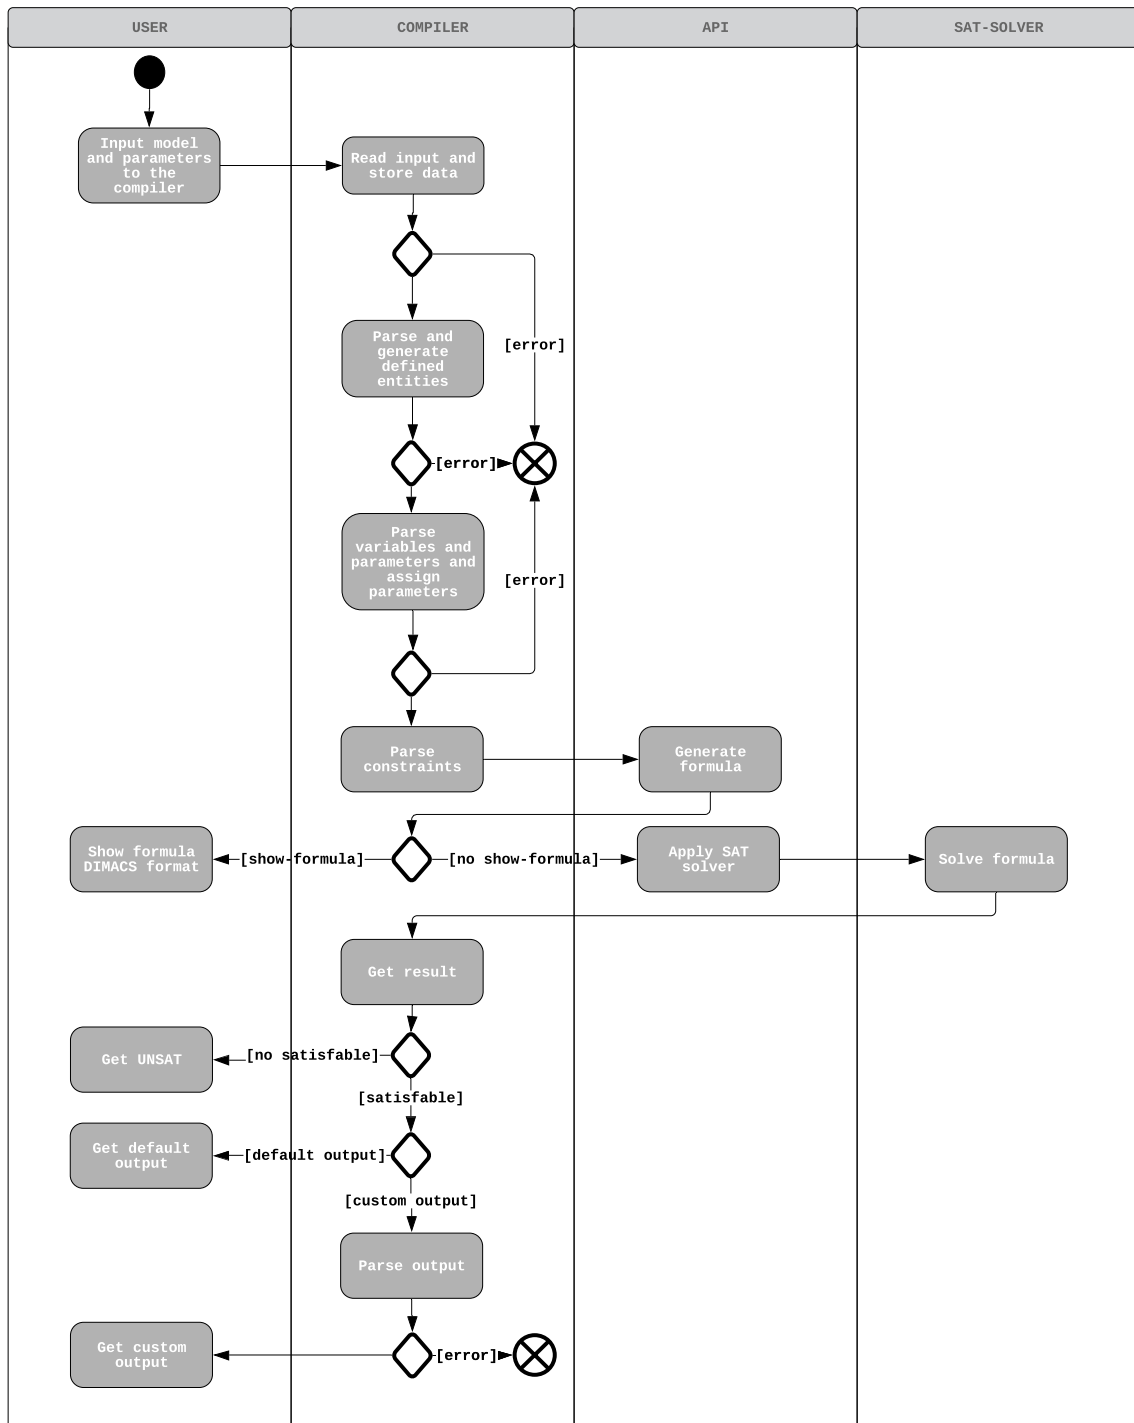 USER
COMPILER
API
SAT-SOLVER
Input model
and parameters
to the
compiler
Read input and
store data
Parse and
generate
defined
entities
[error]
[error]
Parse
variables and
parameters and
assign
parameters
[error]
Parse
constraints
Generate
formula
Show formula
DIMACS format
[show-formula]
[no show-formula]
Apply SAT
solver
Solve formula
Get result
Get UNSAT
[no satisfable]
[satisfable]
Get default
output
[default output]
[custom output]
Parse output
Get custom
output
[error]